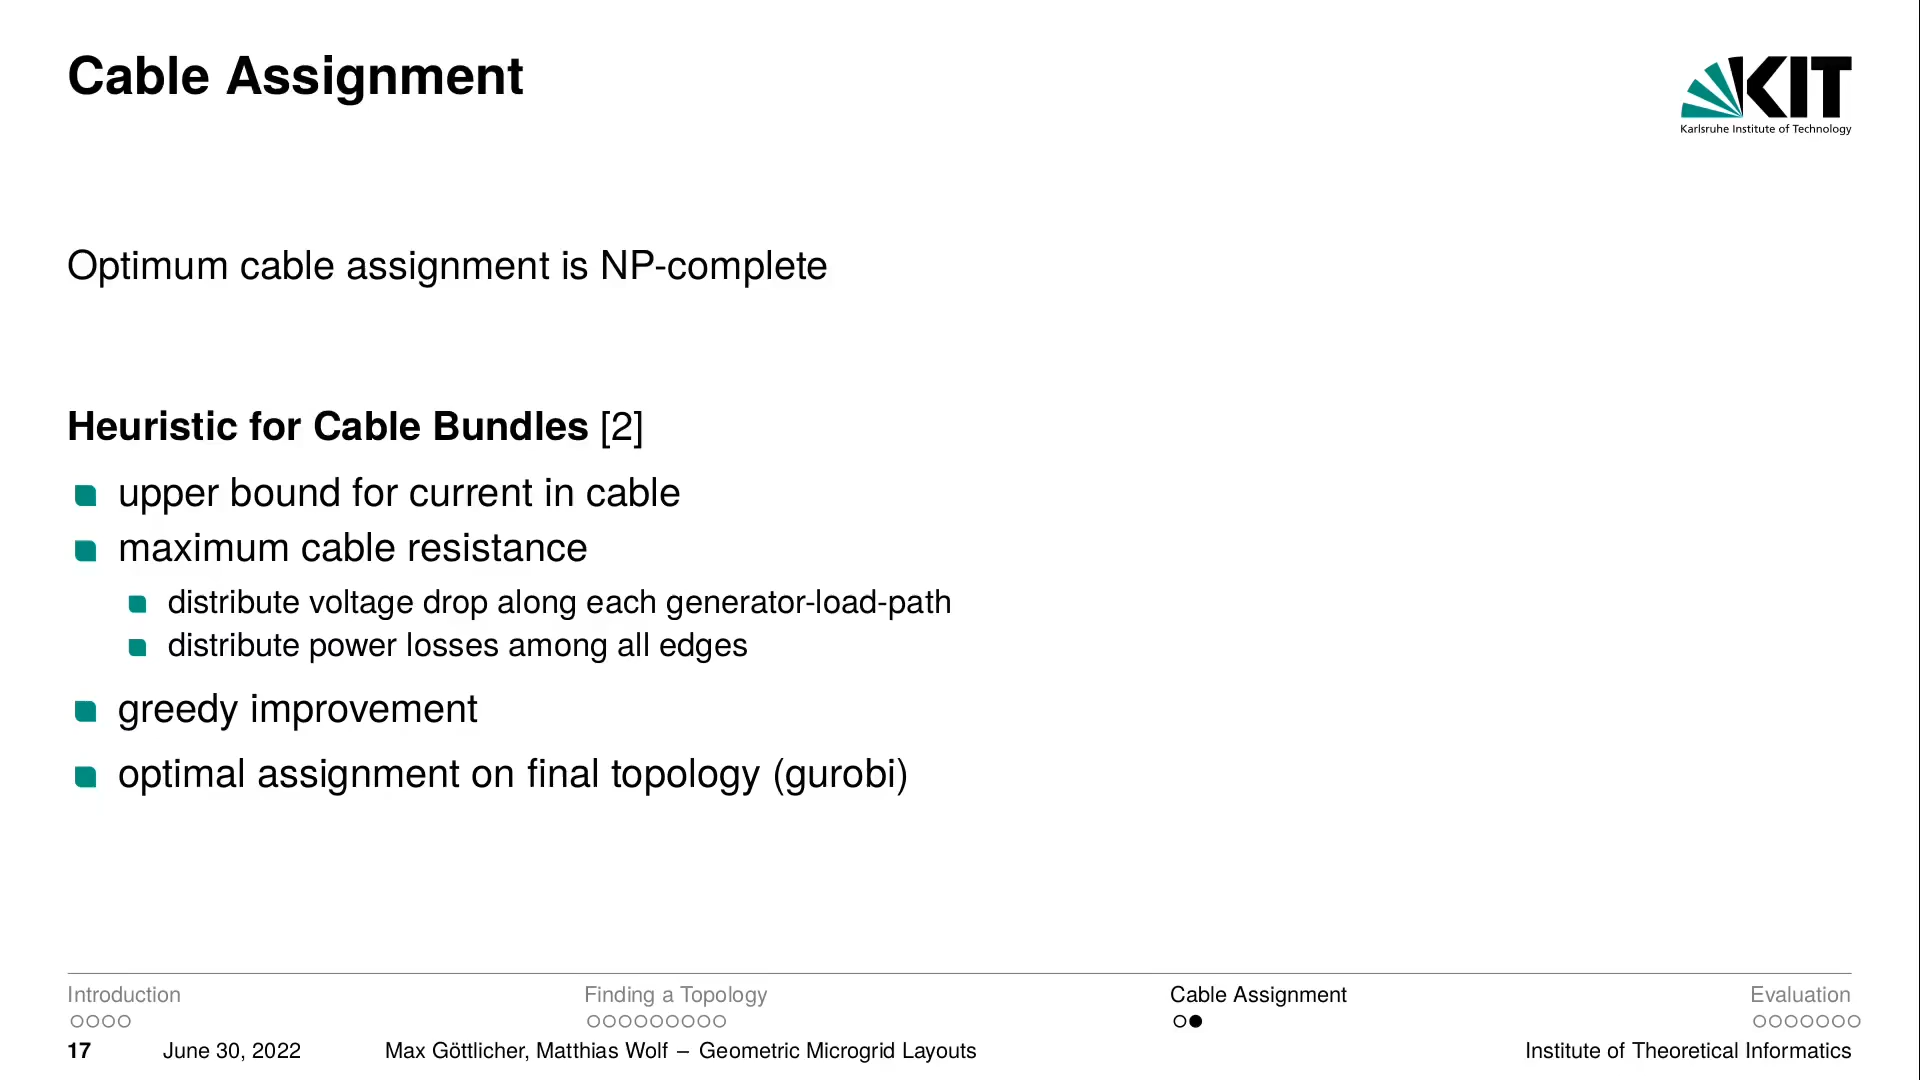 Cable Assignment
KIT
Karlsruhe Institute of Technology
Optimum cable assignment is NP-complete
Heuristic for Cable Bundles [2]
upper bound for current in cable
maximum cable resistance
distribute voltage drop along each generator-load-path
distribute power losses among all edges
greedy improvement
optimal assignment on final topology (gurobi)
Introduction Finding a Topology Cable Assignment Evaluation
17 June 30, 2022 Max Göttlicher, Matthias Wolf – Geometric Microgrid Layouts Institute of Theoretical Informatics